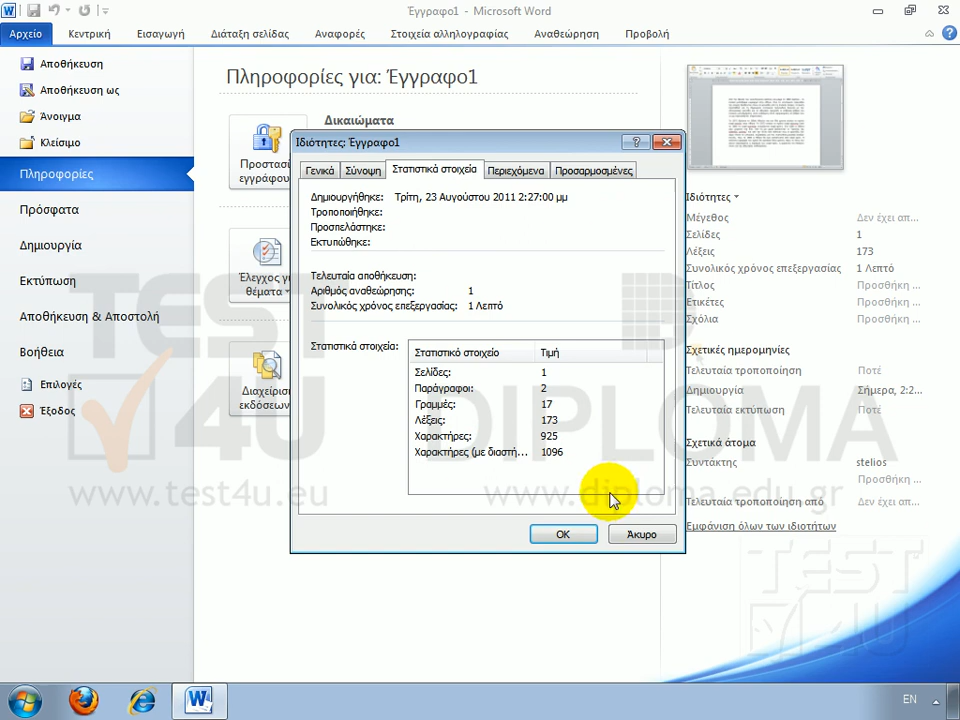 Έγγραφο1 - Microsoft Word
Αρχείο Κεντρική Εισαγωγή Διάταξη σελίδας Αναφορές Στοιχεία αλληλογραφίας Αναθεώρηση Προβολή
Αποθήκευση
Αποθήκευση ως
Άνοιγμα
Κλείσιμο
Πληροφορίες
Πρόσφατα
Δημιουργία
Εκτύπωση
Αποθήκευση & Αποστολή
Βοήθεια
Επιλογές
Έξοδος
Πληροφορίες για: Έγγραφο1
Δικαιώματα
Προστασί
εγγράφου
Έλεγχος γι
θέματα
Διαχείρισ
εκδόσεων
Ιδιότητες: Έγγραφο1
Γενικά Σύνοψη Στατιστικά στοιχεία Περιεχόμενα Προσαρμοσμένες
Δημιουργήθηκε: Τρίτη, 23 Αυγούστου 2011 2:27:00 μμ
Τροποποιήθηκε:
Προσπελάστηκε:
Εκτυπώθηκε:
Τελευταία αποθήκευση:
Αριθμός αναθεώρησης: 1
Συνολικός χρόνος επεξεργασίας: 1 Λεπτό
Στατιστικά στοιχεία:
Στατιστικό στοιχείο Τιμή
Σελίδες: 1
Παράγραφοι: 2
Γραμμές: 17
Λέξεις: 173
Χαρακτήρες: 925
Χαρακτήρες (με διαστή... 1096
OK Άκυρο
Ιδιότητες
Μέγεθος Δεν έχει απ...
Σελίδες 1
Λέξεις 173
Συνολικός χρόνος επεξεργασίας 1 Λεπτό
Τίτλος Προσθήκη ...
Ετικέτες Προσθήκη ...
Σχόλια Προσθήκη ...
Σχετικές ημερομηνίες
Τελευταία τροποποίηση Ποτέ
Δημιουργία Σήμερα, 2:2...
Τελευταία εκτύπωση Ποτέ
Σχετικά άτομα
Συντάκτης stelios
Προσθήκη ...
Τελευταία τροποποίηση από Δεν έχει απ...
Εμφάνιση όλων των ιδιοτήτων
TEST
4U
www.test4u.eu
DIPLOMA
www.diploma.edu.gr
TEST
4U
EN